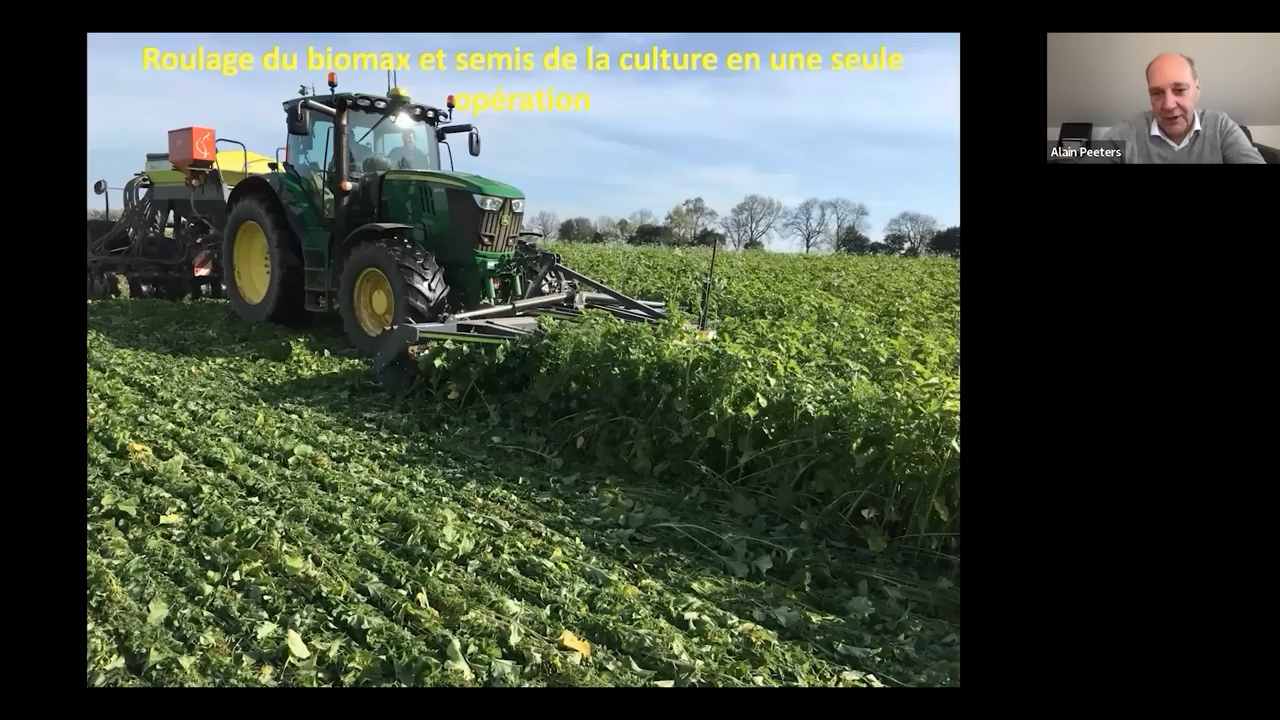 Roulage du biomax et semis de la culture en une seule
opération
Alain Peeters